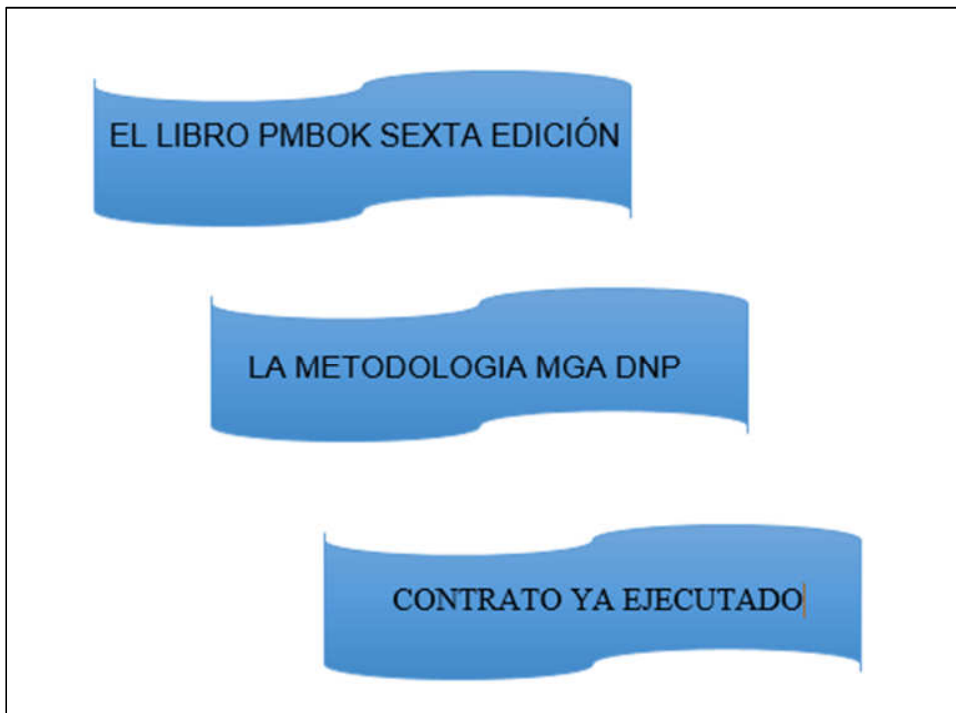 EL LIBRO PMBOK SEXTA EDICIÓN
LA METODOLOGIA MGA DNP
CONTRATO YA EJECUTADO